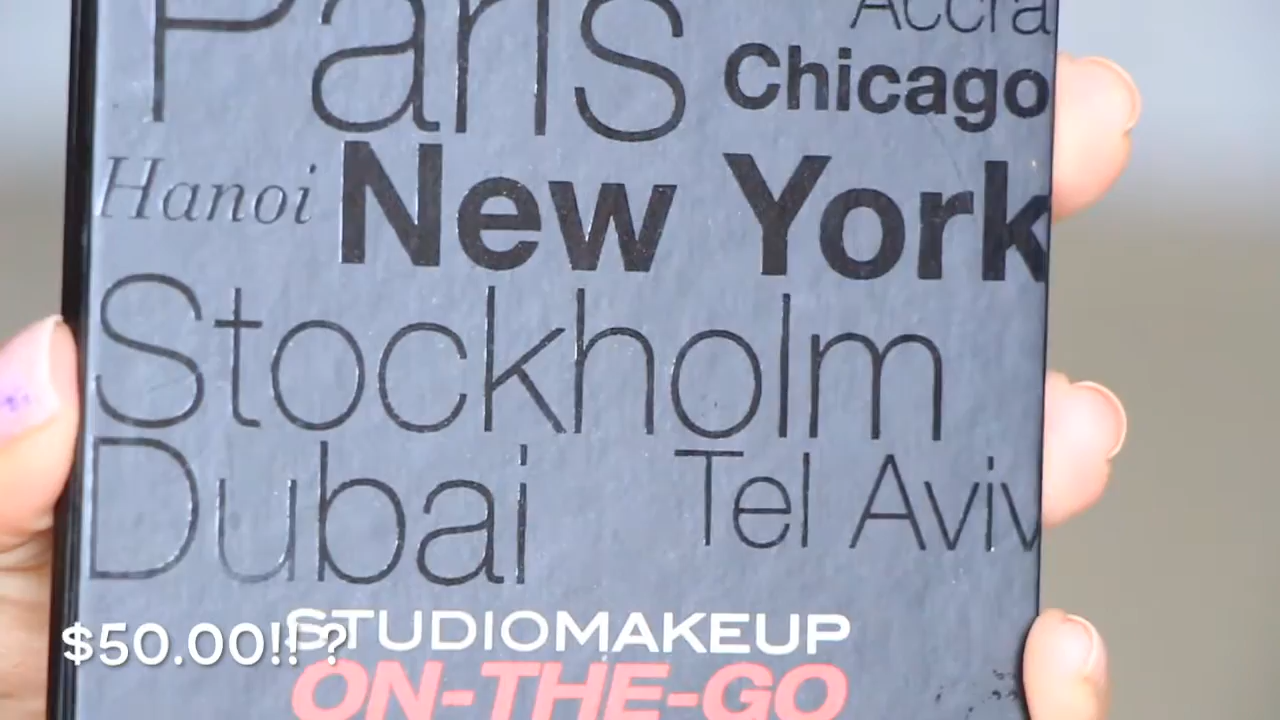 Paris Accra
Chicago
Hanoi New York
Stockholm
Dubai Tel Aviv
STUDIOMAKEUP
$50.00!! ?
ON-THE-GO